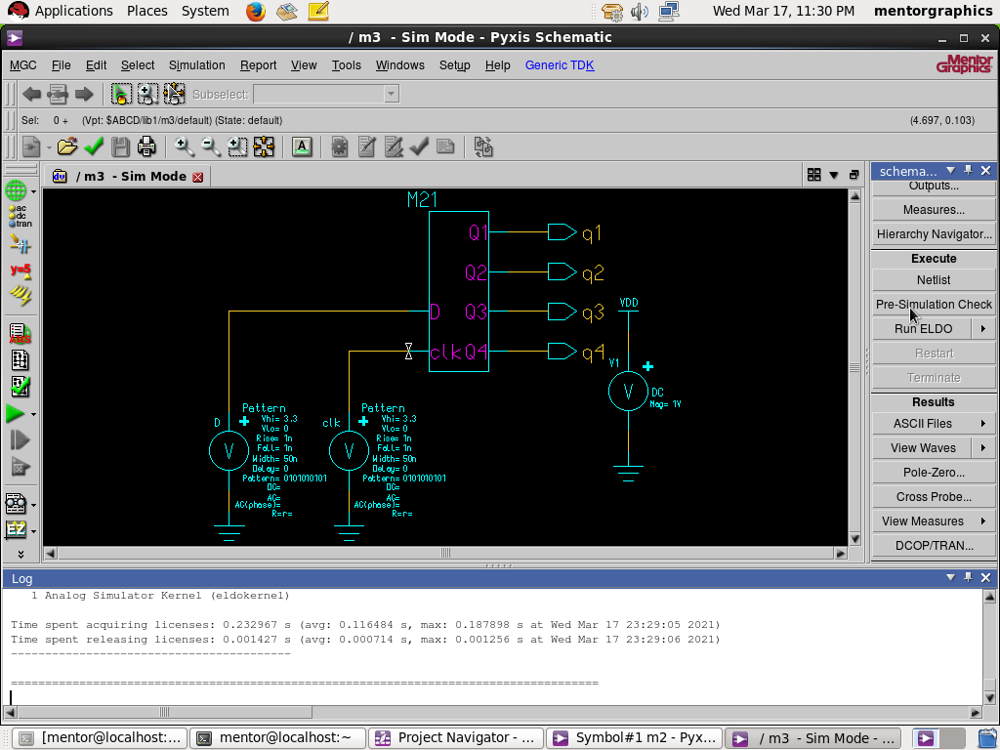 Applications Places System Wed Mar 17, 11:30 PM mentorgraphics
/ m3 - Sim Mode - Pyxis Schematic
MGC File Edit Select Simulation Report View Tools Windows Setup Help Generic TDK Mentor Graphics
Subselect:
Sel: 0 + (Vpt: $ABCD/lib1/m3/default) (State: default) (4.697, 0.103)
A
/ m3 - Sim Mode
schema...
Outputs...
Measures...
Hierarchy Navigator...
Execute
Netlist
Pre-Simulation Check
Run ELDO
Restart
Terminate
Results
ASCII Files
View Waves
Pole-Zero...
Cross Probe...
View Measures
DCOP/TRAN...
ac
dc
tran
y=5
EZ
M21
Q1 q1
Q2 q2
D Q3 q3
clk Q4 q4
VDD
V1
V
DC
Mag= 1V
D
V
Pattern
Vhi= 3.3
Vlo= 0
Rise= 1n
Fall= 1n
Width= 50n
Delay= 0
Pattern= 0101010101
DC=
AC=
AC(phase)=
R=r=
clk
V
Pattern
Vhi= 3.3
Vlo= 0
Rise= 1n
Fall= 1n
Width= 50n
Delay= 0
Pattern= 0101010101
DC=
AC=
AC(phase)=
R=r=
Log
1 Analog Simulator Kernel (eldokernel)
Time spent acquiring licenses: 0.232967 s (avg: 0.116484 s, max: 0.187898 s at Wed Mar 17 23:29:05 2021)
Time spent releasing licenses: 0.001427 s (avg: 0.000714 s, max: 0.001256 s at Wed Mar 17 23:29:06 2021)
[mentor@localhost:... mentor@localhost:~ Project Navigator - ... Symbol#1 m2 - Pyx... / m3 - Sim Mode - ...